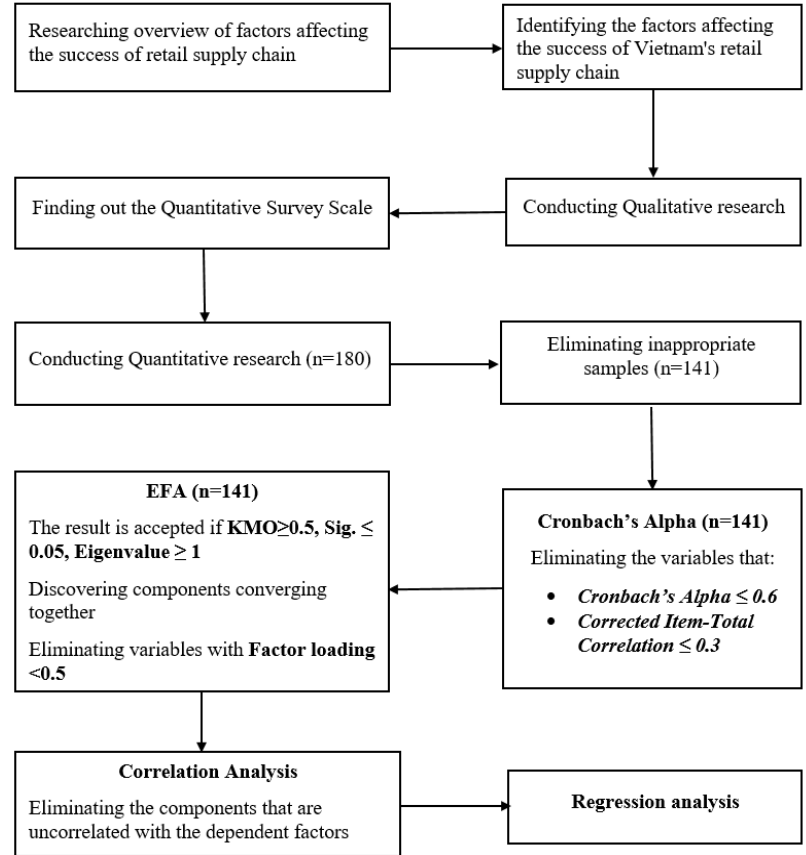 Researching overview of factors affecting
the success of retail supply chain
Identifying the factors affecting
the success of Vietnam's retail
supply chain
Conducting Qualitative research
Finding out the Quantitative Survey Scale
Conducting Quantitative research (n=180)
Eliminating inappropriate
samples (n=141)
Cronbach’s Alpha (n=141)
Eliminating the variables that:
• Cronbach’s Alpha ≤ 0.6
• Corrected Item-Total
Correlation ≤ 0.3
EFA (n=141)
The result is accepted if KMO≥0.5, Sig. ≤
0.05, Eigenvalue ≥ 1
Discovering components converging
together
Eliminating variables with Factor loading
<0.5
Correlation Analysis
Eliminating the components that are
uncorrelated with the dependent factors
Regression analysis